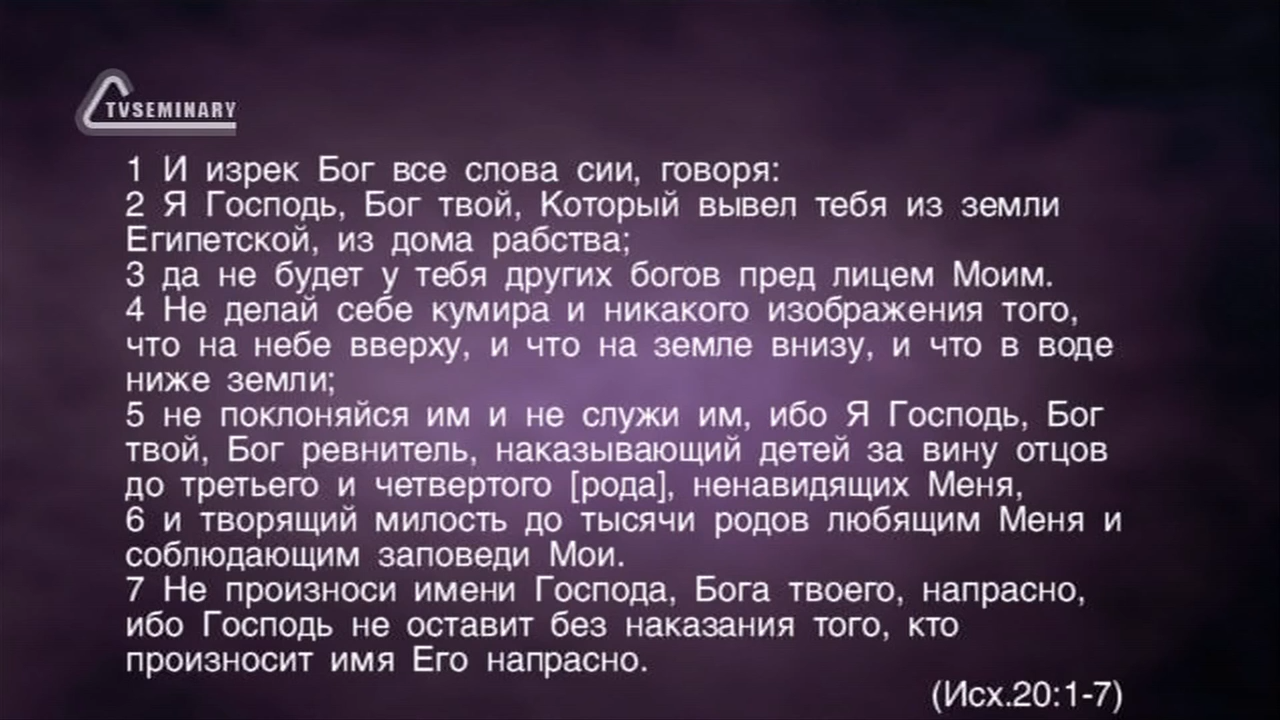 TVSEMINARY
1 И изрек Бог все слова сии, говоря:
2 Я Господь, Бог твой, Который вывел тебя из земли
Египетской, из дома рабства;
3 да не будет у тебя других богов пред лицем Моим.
4 Не делай себе кумира и никакого изображения того,
что на небе вверху, и что на земле внизу, и что в воде
ниже земли;
5 не поклоняйся им и не служи им, ибо Я Господь, Бог
твой, Бог ревнитель, наказывающий детей за вину отцов
до третьего и четвертого [рода], ненавидящих Меня,
6 и творящий милость до тысячи родов любящим Меня и
соблюдающим заповеди Мои.
7 Не произноси имени Господа, Бога твоего, напрасно,
ибо Господь не оставит без наказания того, кто
произносит имя Его напрасно.
(Исх.20:1-7)